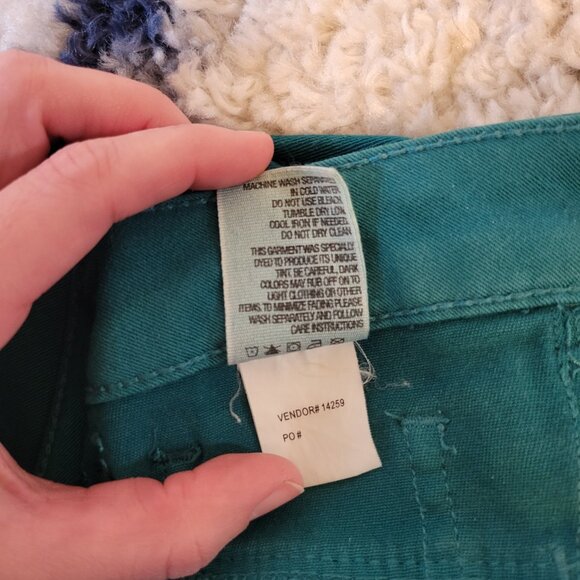 MACHINE WASH SEPARATELY
IN COLD WATER.
DO NOT USE BLEACH.
TUMBLE DRY LOW.
COOL IRON IF NEEDED.
DO NOT DRY CLEAN.
THIS GARMENT WAS SPECIALLY
DYED TO PRODUCE ITS UNIQUE
TINT. BE CAREFUL, DARK
COLORS MAY RUB OFF ON TO
LIGHT CLOTHING OR OTHER
ITEMS. TO MINIMIZE FADING PLEASE
WASH SEPARATELY AND FOLLOW
CARE INSTRUCTIONS
VENDOR# 14259
PO#